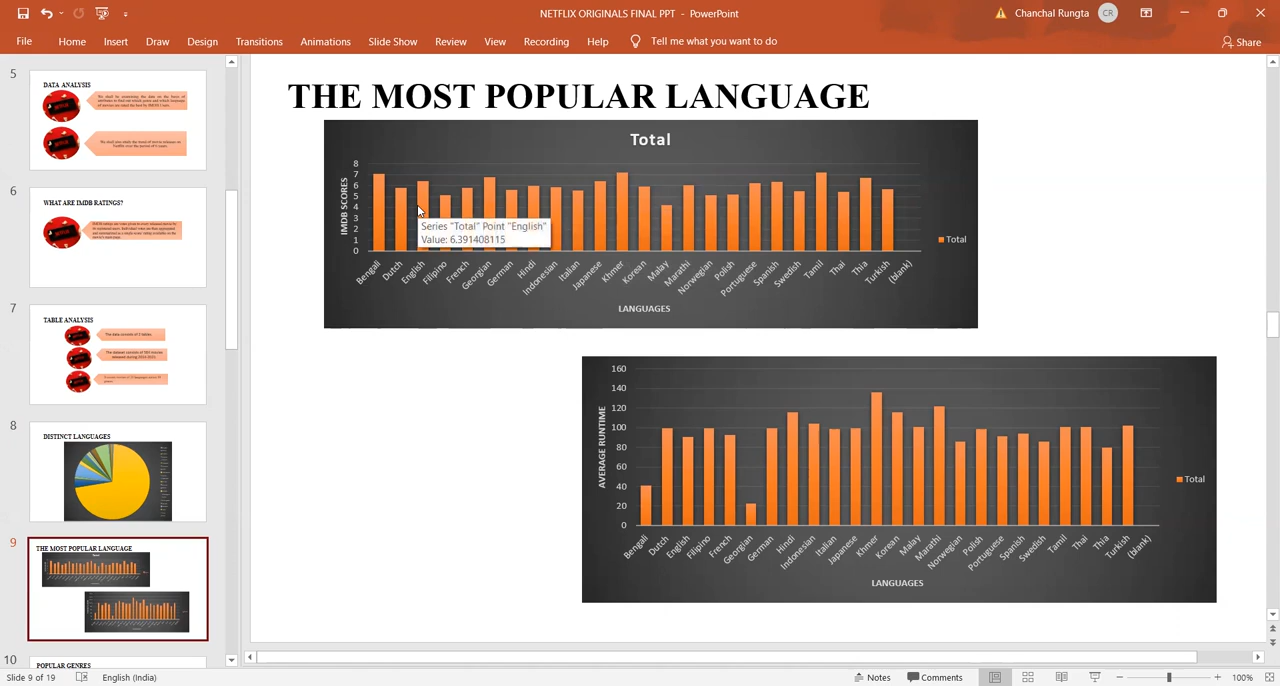 NETFLIX ORIGINALS FINAL PPT - PowerPoint
Chanchal Rungta
CR
File Home Insert Draw Design Transitions Animations Slide Show Review View Recording Help Tell me what you want to do
Share
5
DATA ANALYSIS
6
WHAT ARE IMDB RATINGS?
7
TABLE ANALYSIS
The data consists of 2 tables.
8
DISTINCT LANGUAGES
9
THE MOST POPULAR LANGUAGE
10
POPULAR GENRES
THE MOST POPULAR LANGUAGE
Total
IMDB SCORES
8
7
6
5
4
3
2
1
0
Series "Total" Point "English"
Value: 6.391408115
Total
Bengali Dutch English Filipino French Georgian German Hindi Indonesian Italian Japanese Khmer Korean Malay Marathi Norwegian Polish Portuguese Spanish Swedish Tamil Thai Thia Turkish (blank)
LANGUAGES
AVERAGE RUNTIME
160
140
120
100
80
60
40
20
0
Total
Bengali Dutch English Filipino French Georgian German Hindi Indonesian Italian Japanese Khmer Korean Malay Marathi Norwegian Polish Portuguese Spanish Swedish Tamil Thai Thia Turkish (blank)
LANGUAGES
Slide 9 of 19 English (India) Notes Comments 100%